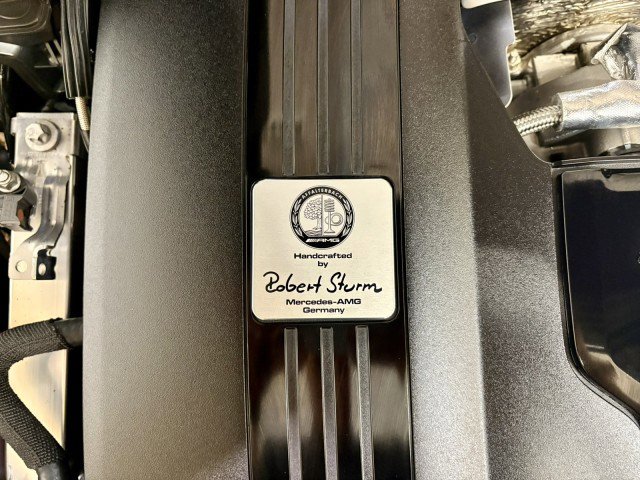 AFFALTERBACH
AMG
Handcrafted
by
Robert Sturm
Mercedes-AMG
Germany